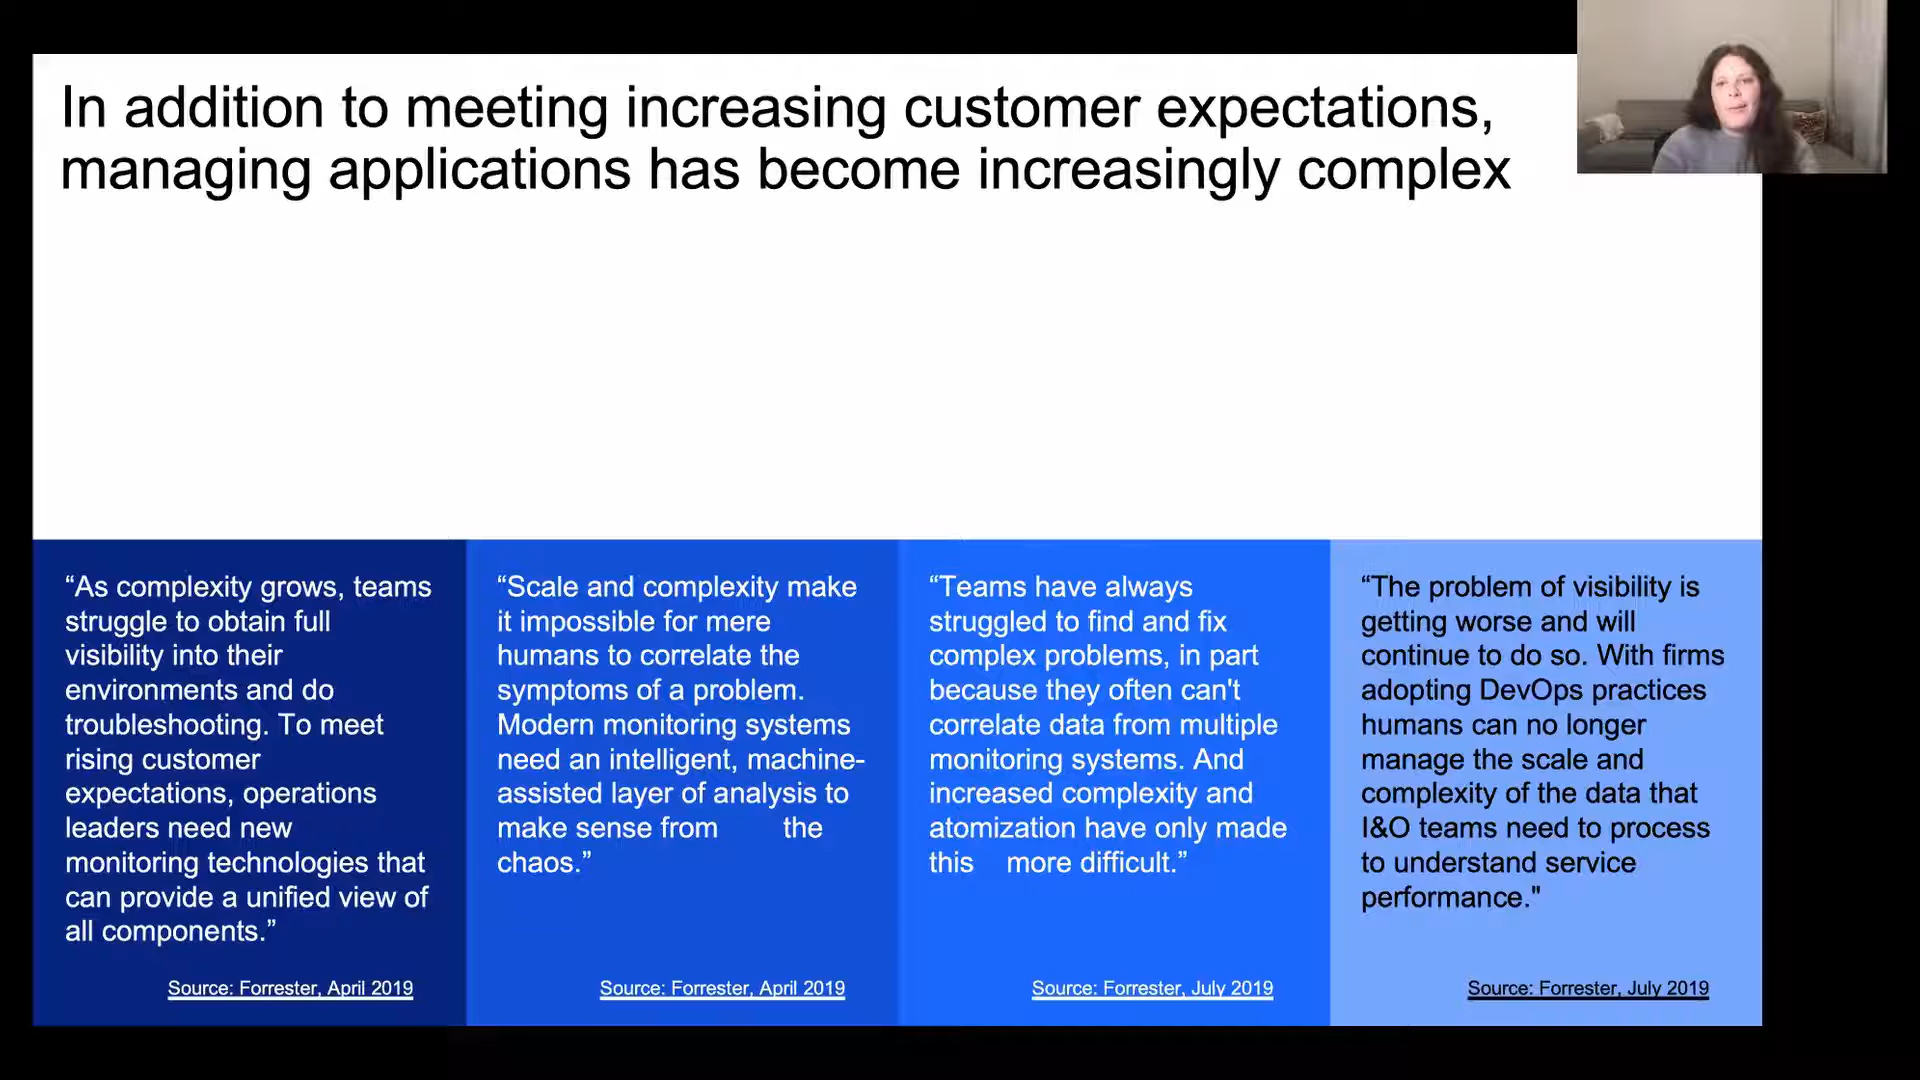 In addition to meeting increasing customer expectations,
managing applications has become increasingly complex
“As complexity grows, teams
struggle to obtain full
visibility into their
environments and do
troubleshooting. To meet
rising customer
expectations, operations
leaders need new
monitoring technologies that
can provide a unified view of
all components.”
Source: Forrester, April 2019
“Scale and complexity make
it impossible for mere
humans to correlate the
symptoms of a problem.
Modern monitoring systems
need an intelligent, machine-
assisted layer of analysis to
make sense from the
chaos.”
Source: Forrester, April 2019
“Teams have always
struggled to find and fix
complex problems, in part
because they often can't
correlate data from multiple
monitoring systems. And
increased complexity and
atomization have only made
this more difficult.”
Source: Forrester, July 2019
“The problem of visibility is
getting worse and will
continue to do so. With firms
adopting DevOps practices
humans can no longer
manage the scale and
complexity of the data that
I&O teams need to process
to understand service
performance."
Source: Forrester, July 2019